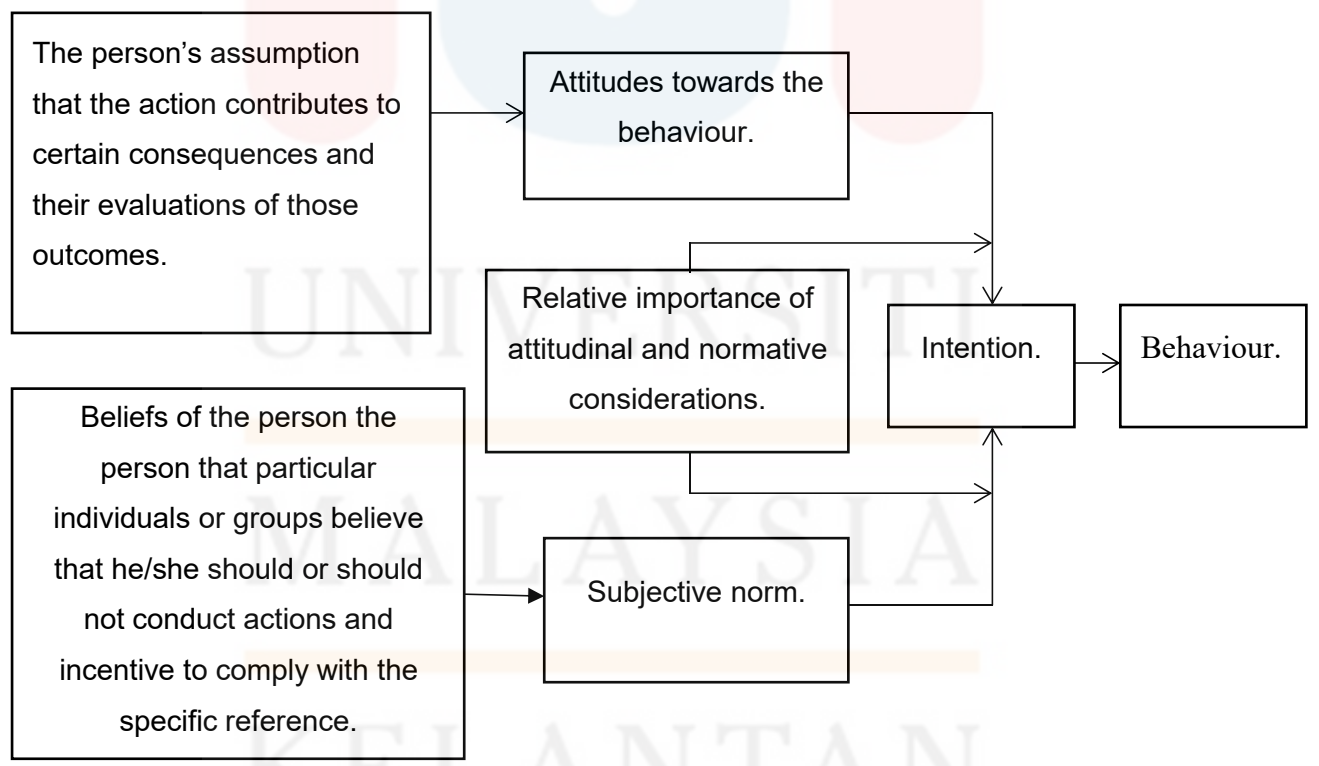 The person’s assumption
that the action contributes to
certain consequences and
their evaluations of those
outcomes.
Attitudes towards the
behaviour.
Relative importance of
attitudinal and normative
considerations.
Intention.
Behaviour.
Beliefs of the person the
person that particular
individuals or groups believe
that he/she should or should
not conduct actions and
incentive to comply with the
specific reference.
Subjective norm.
UNIVERSITI
MALAYSIA
KELANTAN